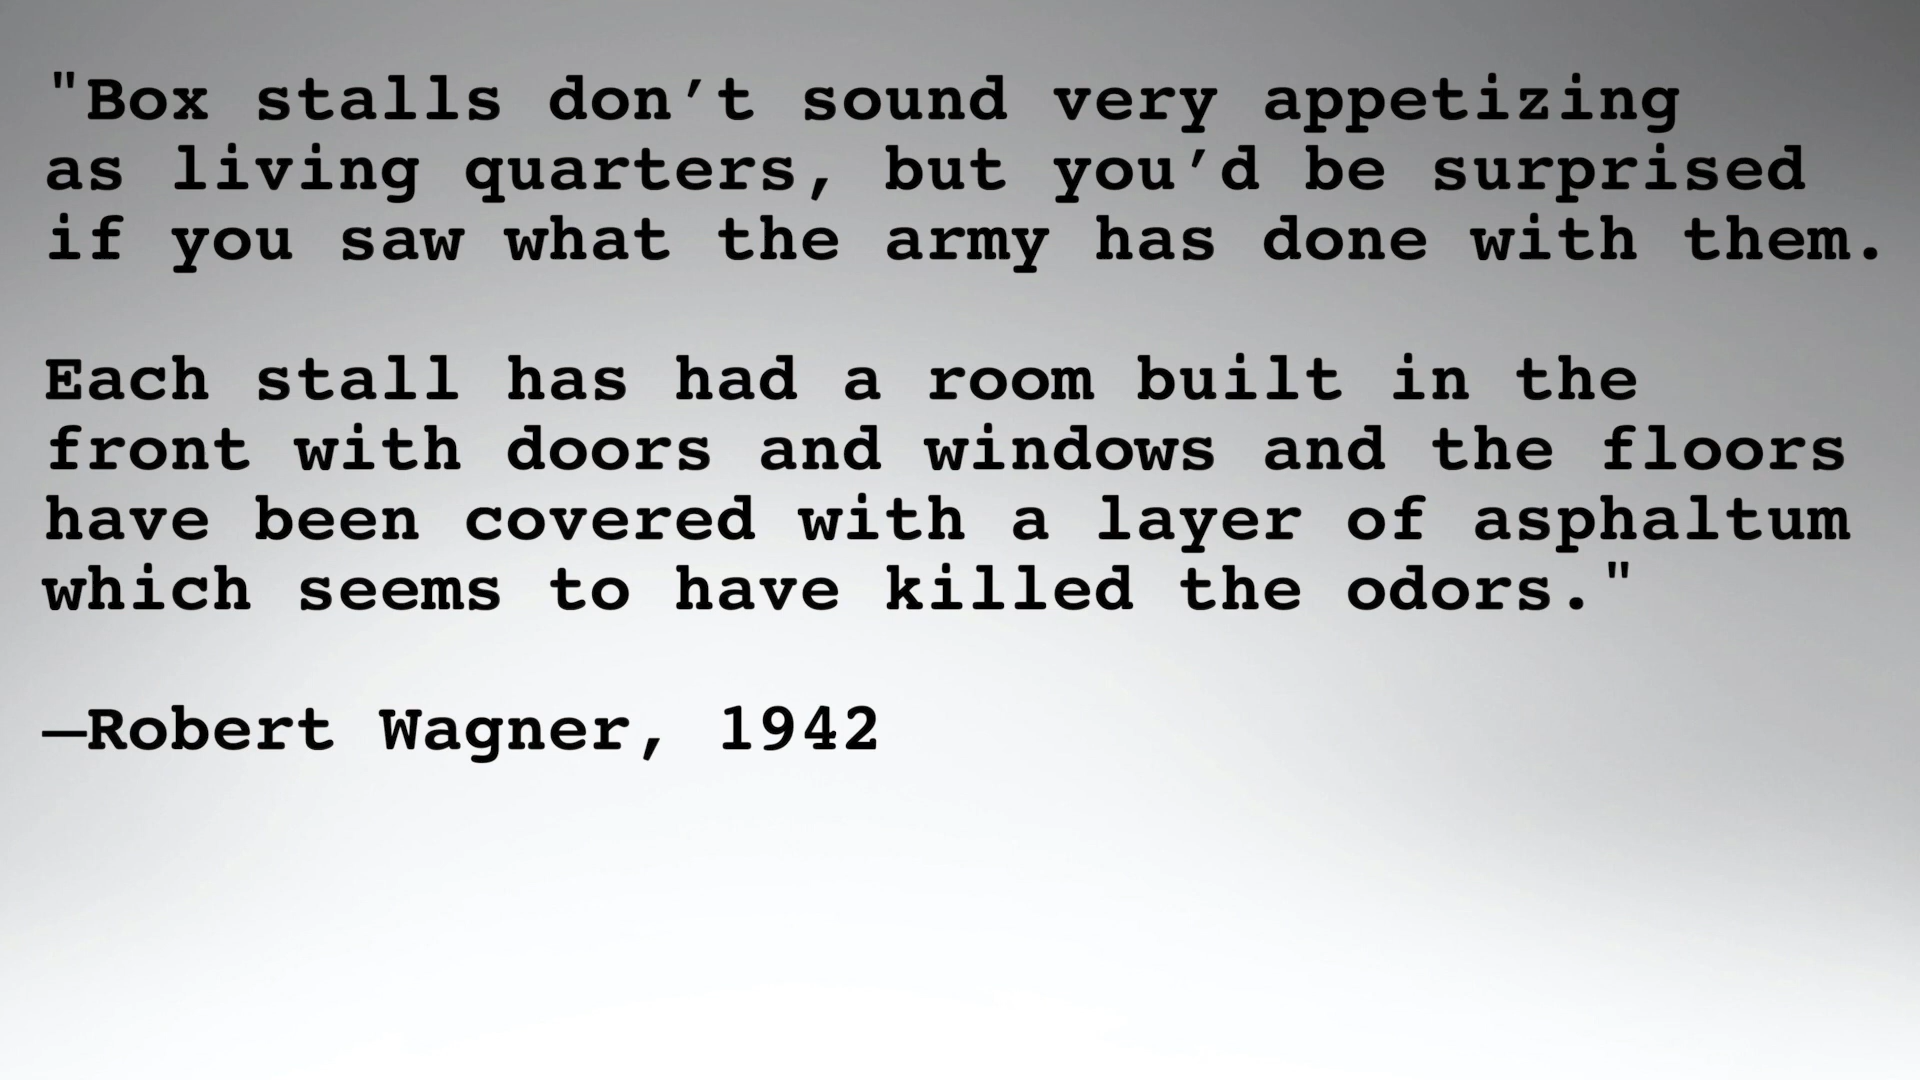 "Box stalls don’t sound very appetizing
as living quarters, but you’d be surprised
if you saw what the army has done with them.
Each stall has had a room built in the
front with doors and windows and the floors
have been covered with a layer of asphaltum
which seems to have killed the odors."
—Robert Wagner, 1942